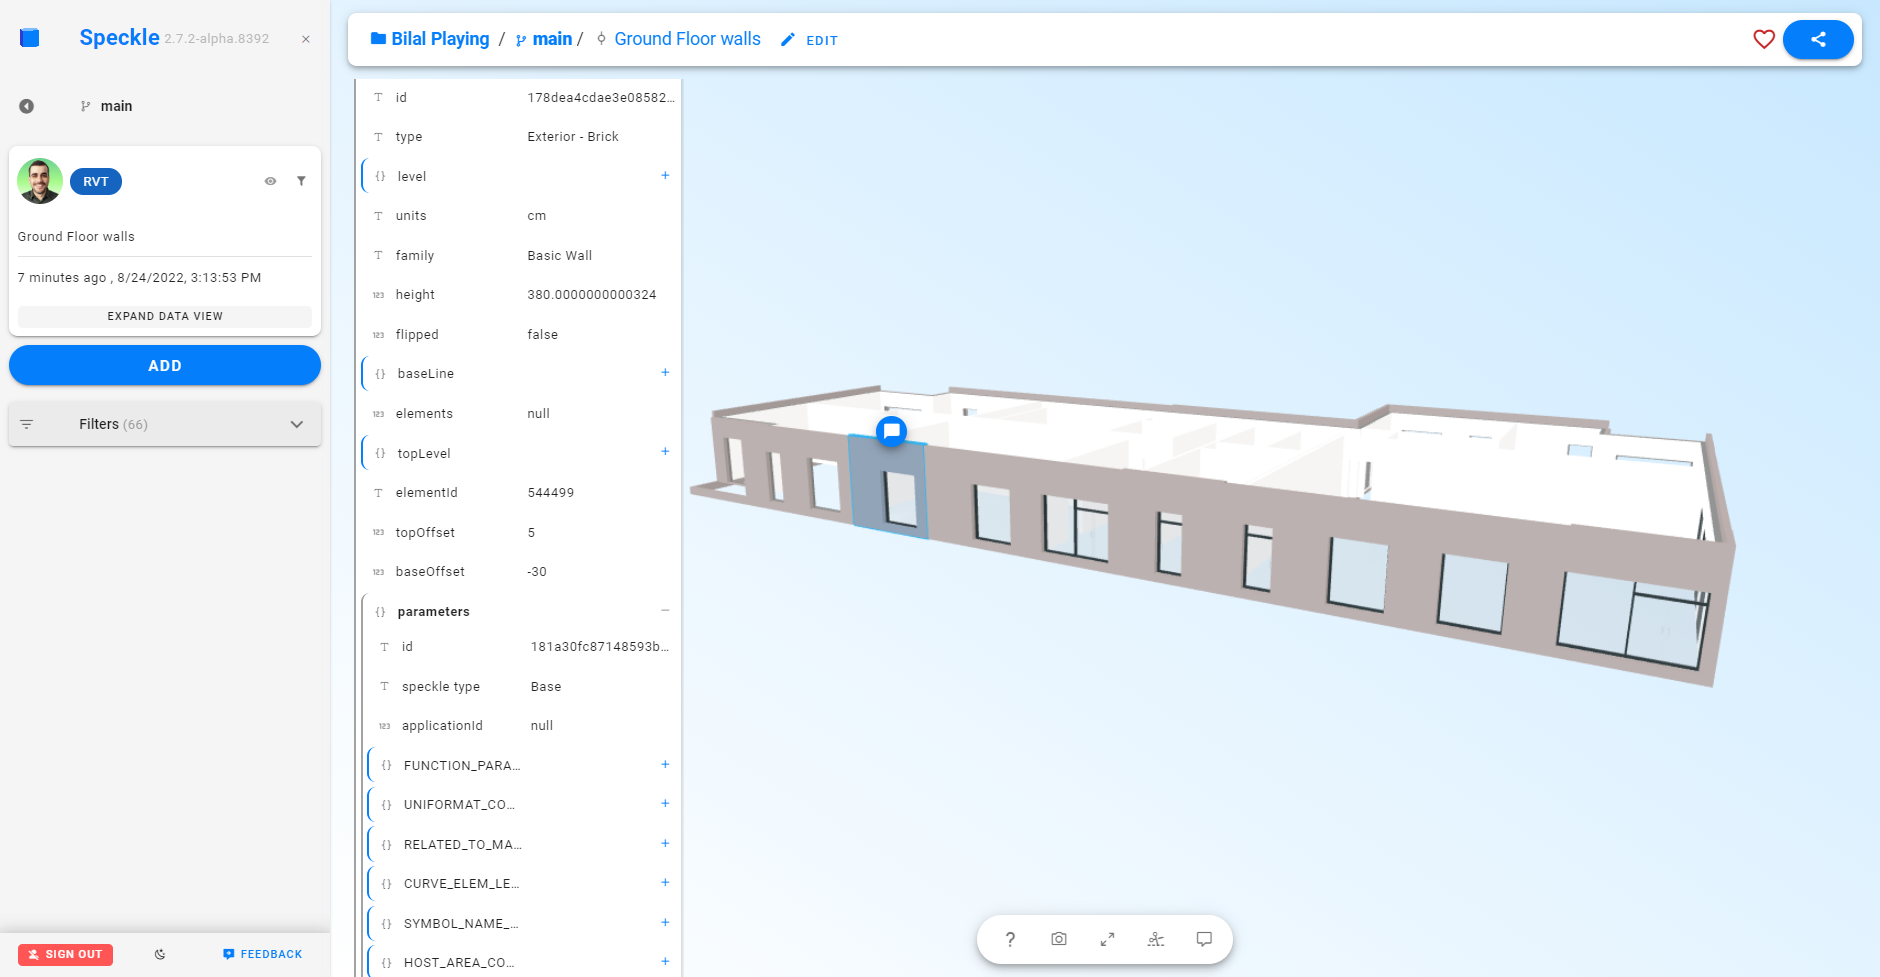 Speckle 2.7.2-alpha.8392 ×
main
RVT
Ground Floor walls
7 minutes ago , 8/24/2022, 3:13:53 PM
EXPAND DATA VIEW
ADD
Filters (66)
SIGN OUT
FEEDBACK
Bilal Playing / main / Ground Floor walls EDIT
T id 178dea4cdae3e08582...
T type Exterior - Brick
{} level +
T units cm
T family Basic Wall
123 height 380.0000000000324
123 flipped false
{} baseLine +
123 elements null
{} topLevel +
T elementId 544499
123 topOffset 5
123 baseOffset -30
{} parameters −
T id 181a30fc87148593b...
T speckle type Base
123 applicationId null
{} FUNCTION_PARA... +
{} UNIFORMAT_CO... +
{} RELATED_TO_MA... +
{} CURVE_ELEM_LE... +
{} SYMBOL_NAME_... +
{} HOST_AREA_CO... +
?